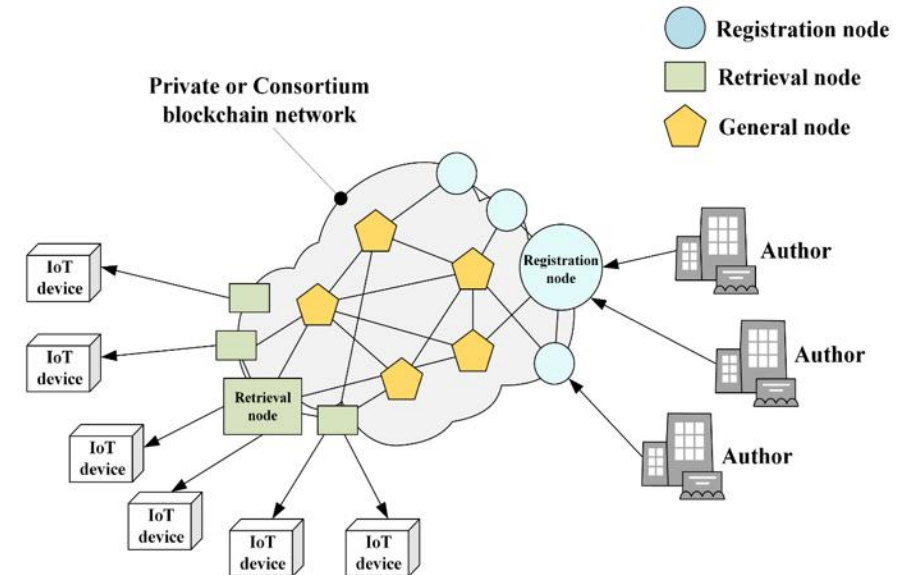 Registration node
Retrieval node
General node
Private or Consortium
blockchain network
Registration
node
Author
Author
Author
IoT
device
IoT
device
Retrieval
node
IoT
device
IoT
device
IoT
device
IoT
device